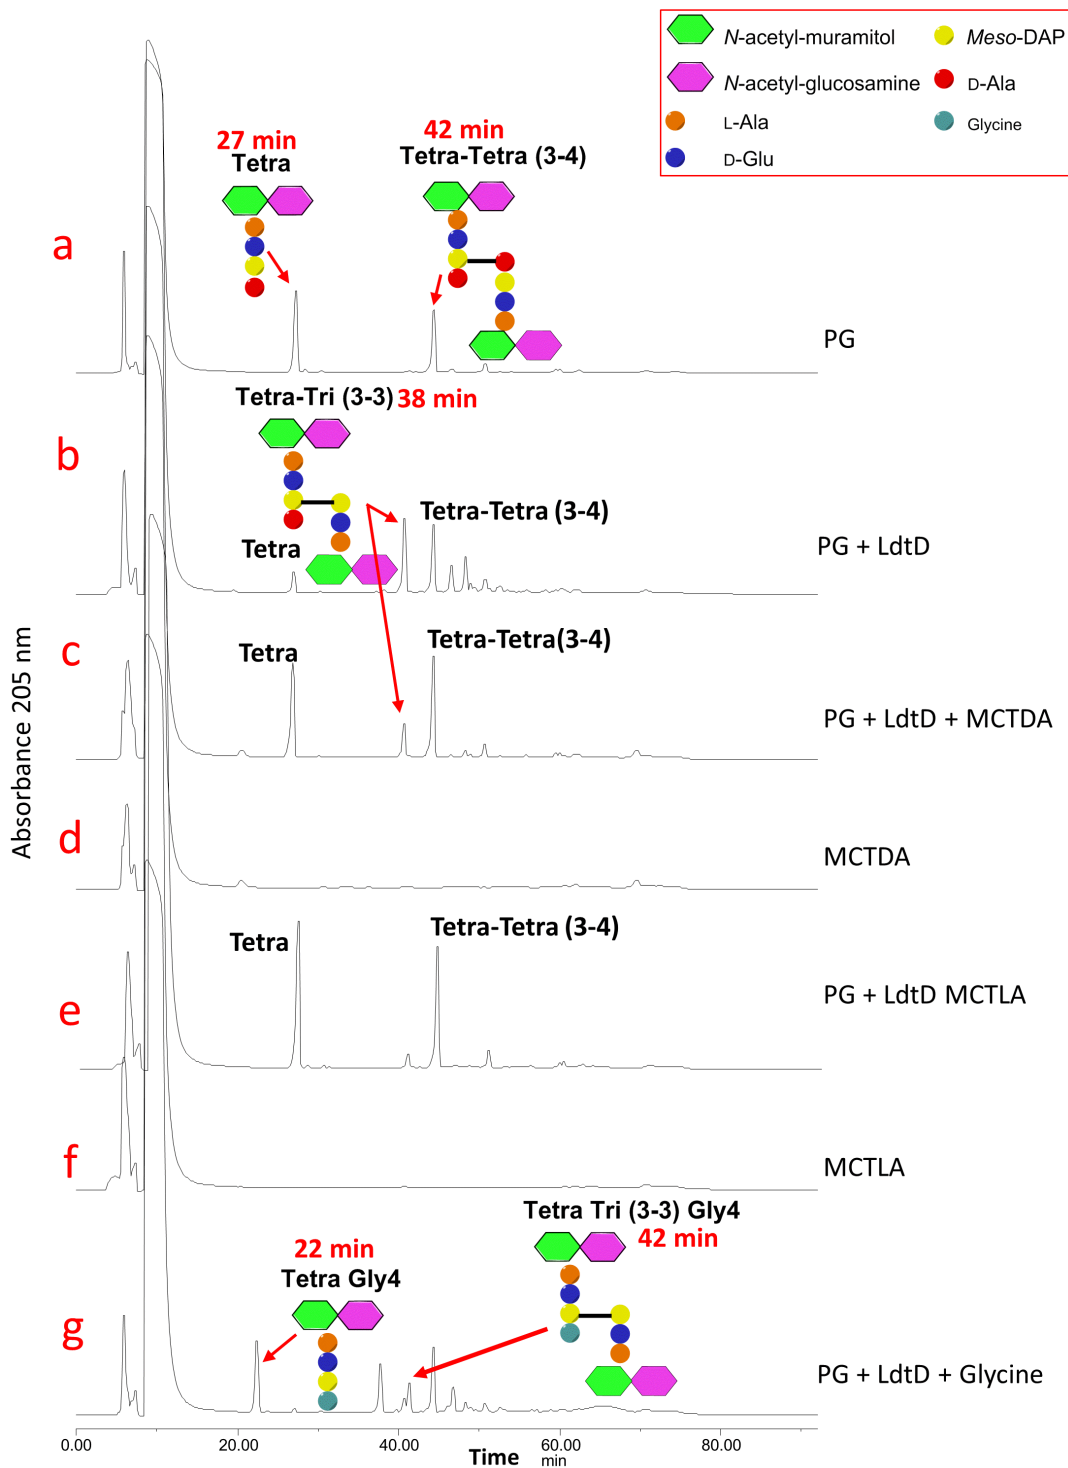 N-acetyl-muramitol
Meso-DAP
N-acetyl-glucosamine
D-Ala
L-Ala
Glycine
D-Glu
27 min
Tetra
42 min
Tetra-Tetra (3-4)
a
PG
Tetra-Tri (3-3) 38 min
b
Tetra-Tetra (3-4)
Tetra
PG + LdtD
c
Tetra
Tetra-Tetra(3-4)
PG + LdtD + MCTDA
Absorbance 205 nm
d
MCTDA
Tetra
Tetra-Tetra (3-4)
e
PG + LdtD MCTLA
f
MCTLA
Tetra Tri (3-3) Gly4
42 min
22 min
Tetra Gly4
g
PG + LdtD + Glycine
0.00 20.00 40.00 60.00 80.00
Time min